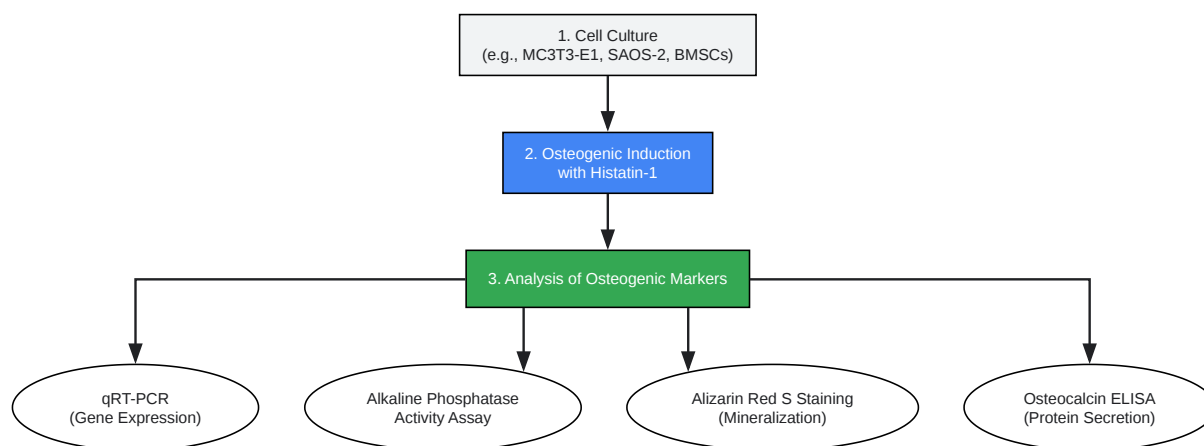 1. Cell Culture
(e.g., MC3T3-E1, SAOS-2, BMSCs)
2. Osteogenic Induction
with Histatin-1
3. Analysis of Osteogenic Markers
qRT-PCR
(Gene Expression)
Alkaline Phosphatase
Activity Assay
Alizarin Red S Staining
(Mineralization)
Osteocalcin ELISA
(Protein Secretion)